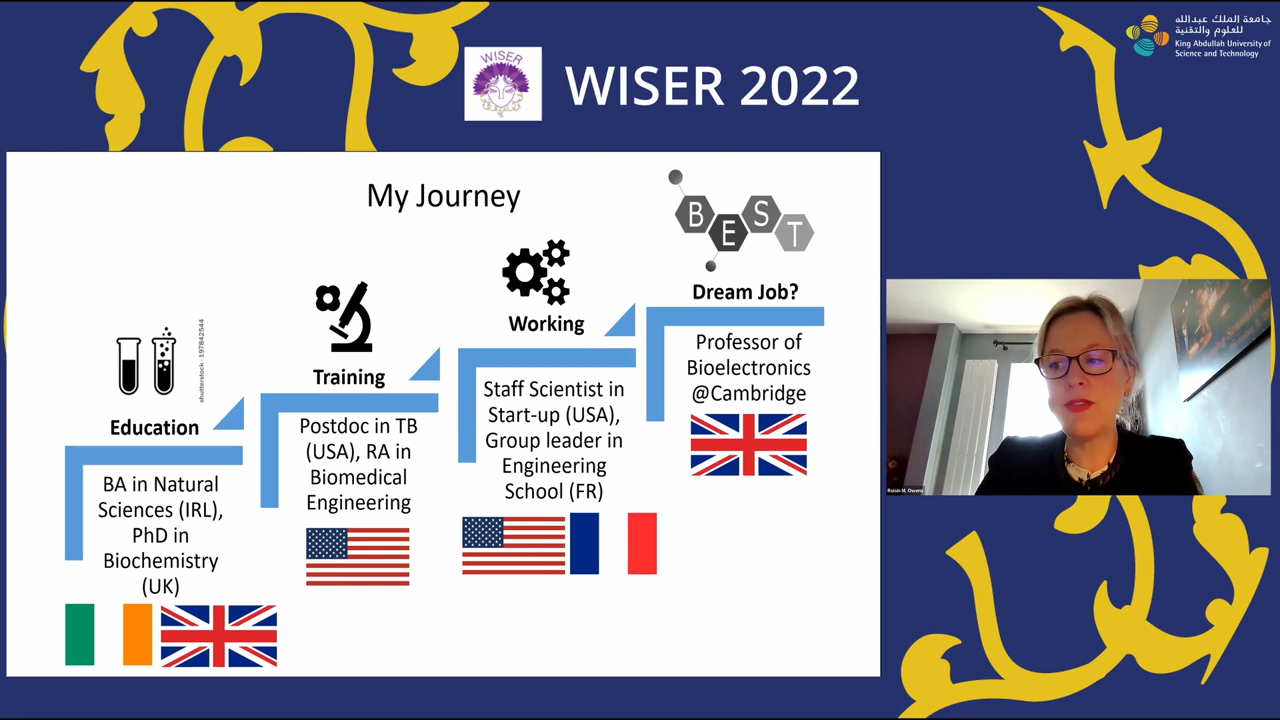 جامعة الملك عبدالله
للعلوم والتقنية
King Abdullah University of
Science and Technology
WISER
WISER 2022
My Journey
BEST
Dream Job?
Professor of
Bioelectronics
@Cambridge
Working
Staff Scientist in
Start-up (USA),
Group leader in
Engineering
School (FR)
Training
Postdoc in TB
(USA), RA in
Biomedical
Engineering
shutterstock · 197842544
Education
BA in Natural
Sciences (IRL),
PhD in
Biochemistry
(UK)
Roisin M. Owens